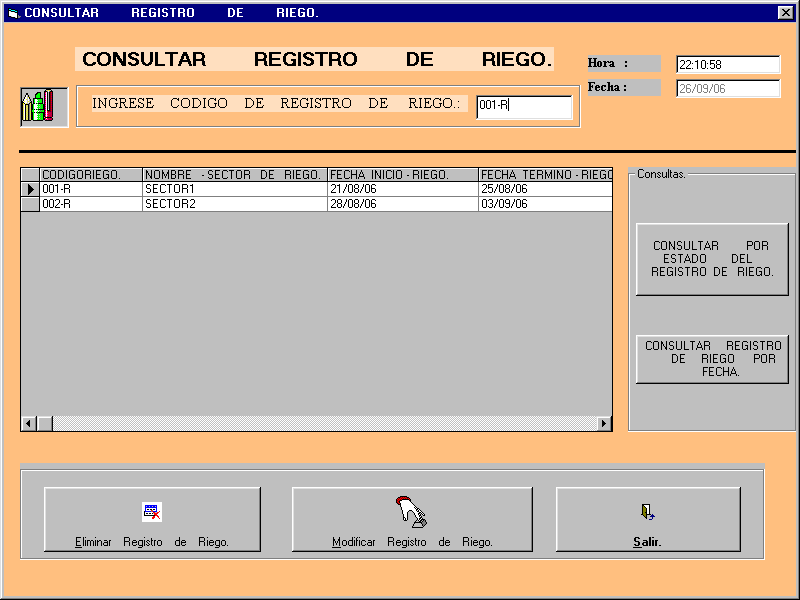 CONSULTAR REGISTRO DE RIEGO.
CONSULTAR REGISTRO DE RIEGO.
Hora :
22:10:58
Fecha :
26/09/06
INGRESE CODIGO DE REGISTRO DE RIEGO.:
001-R
CODIGORIEGO. NOMBRE - SECTOR DE RIEGO. FECHA INICIO - RIEGO. FECHA TERMINO - RIEGO
001-R SECTOR1 21/08/06 25/08/06
002-R SECTOR2 28/08/06 03/09/06
Consultas.
CONSULTAR POR
ESTADO DEL
REGISTRO DE RIEGO.
CONSULTAR REGISTRO
DE RIEGO POR
FECHA.
Eliminar Registro de Riego.
Modificar Registro de Riego.
Salir.